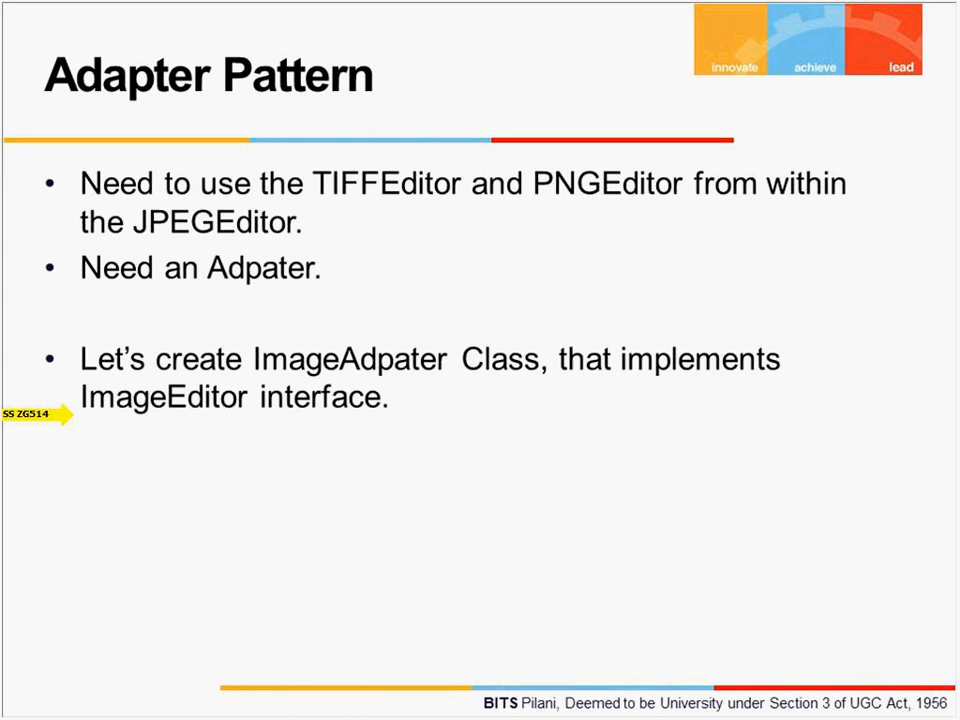 innovate achieve lead
Adapter Pattern
• Need to use the TIFFEditor and PNGEditor from within
the JPEGEditor.
• Need an Adpater.
• Let's create ImageAdpater Class, that implements
ImageEditor interface.
SS ZG514
BITS Pilani, Deemed to be University under Section 3 of UGC Act, 1956